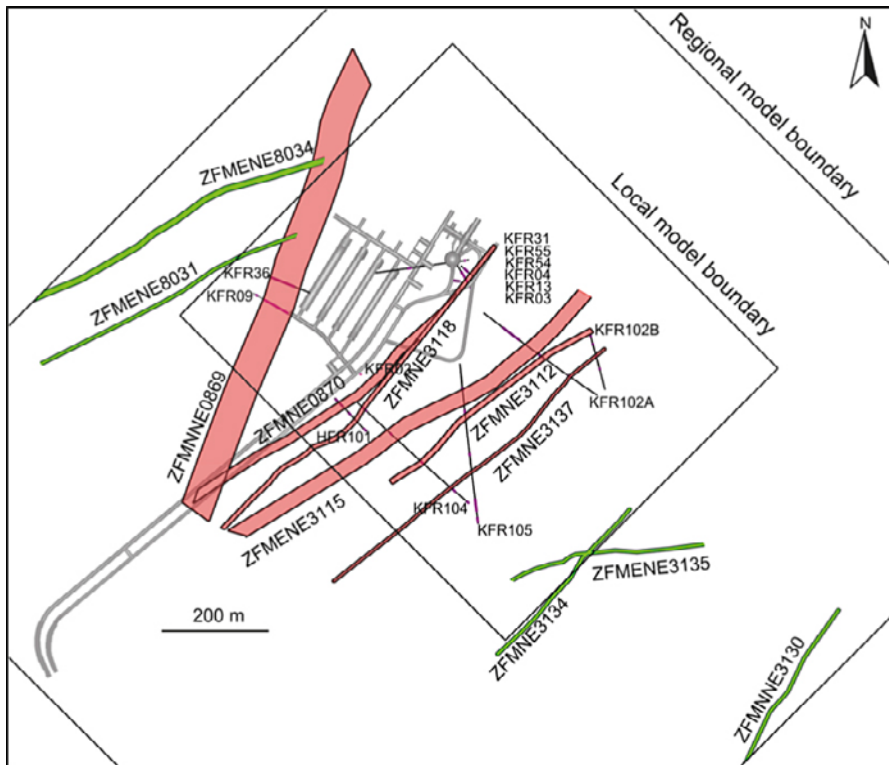 N
Regional model boundary
Local model boundary
ZFMENE8034
ZFMENE8031
KFR36
KFR09
KFR31
KFR55
KFR54
KFR04
KFR13
KFR03
KFR102B
KFR102A
ZFMNE3118
ZFMNE3112
ZFMNE3137
ZFMNE0870
ZFMNNE0869
HFR101
ZFMENE3115
KFR104
KFR105
ZFMENE3135
ZFMNE3134
ZFMNNE3130
200 m